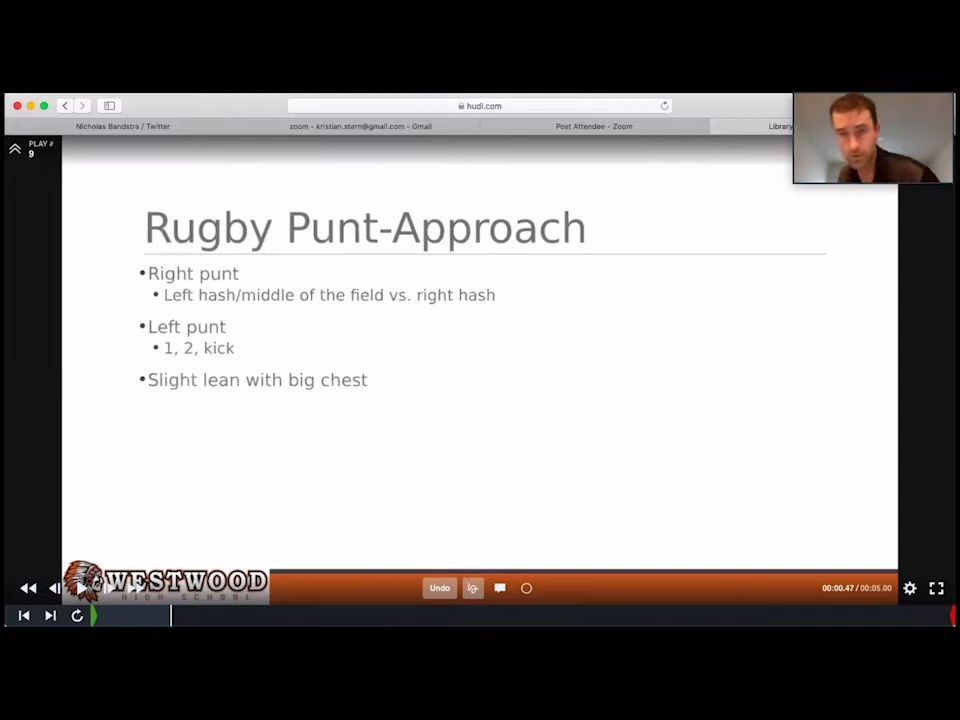 hudl.com
Nicholas Bandstra / Twitter
zoom - kristian.stern@gmail.com - Gmail
Post Attendee - Zoom
Library
PLAY #
9
Rugby Punt-Approach
•Right punt
• Left hash/middle of the field vs. right hash
•Left punt
• 1, 2, kick
•Slight lean with big chest
WESTWOOD
HIGH SCHOOL
Undo
00:00.47 / 00:05.00